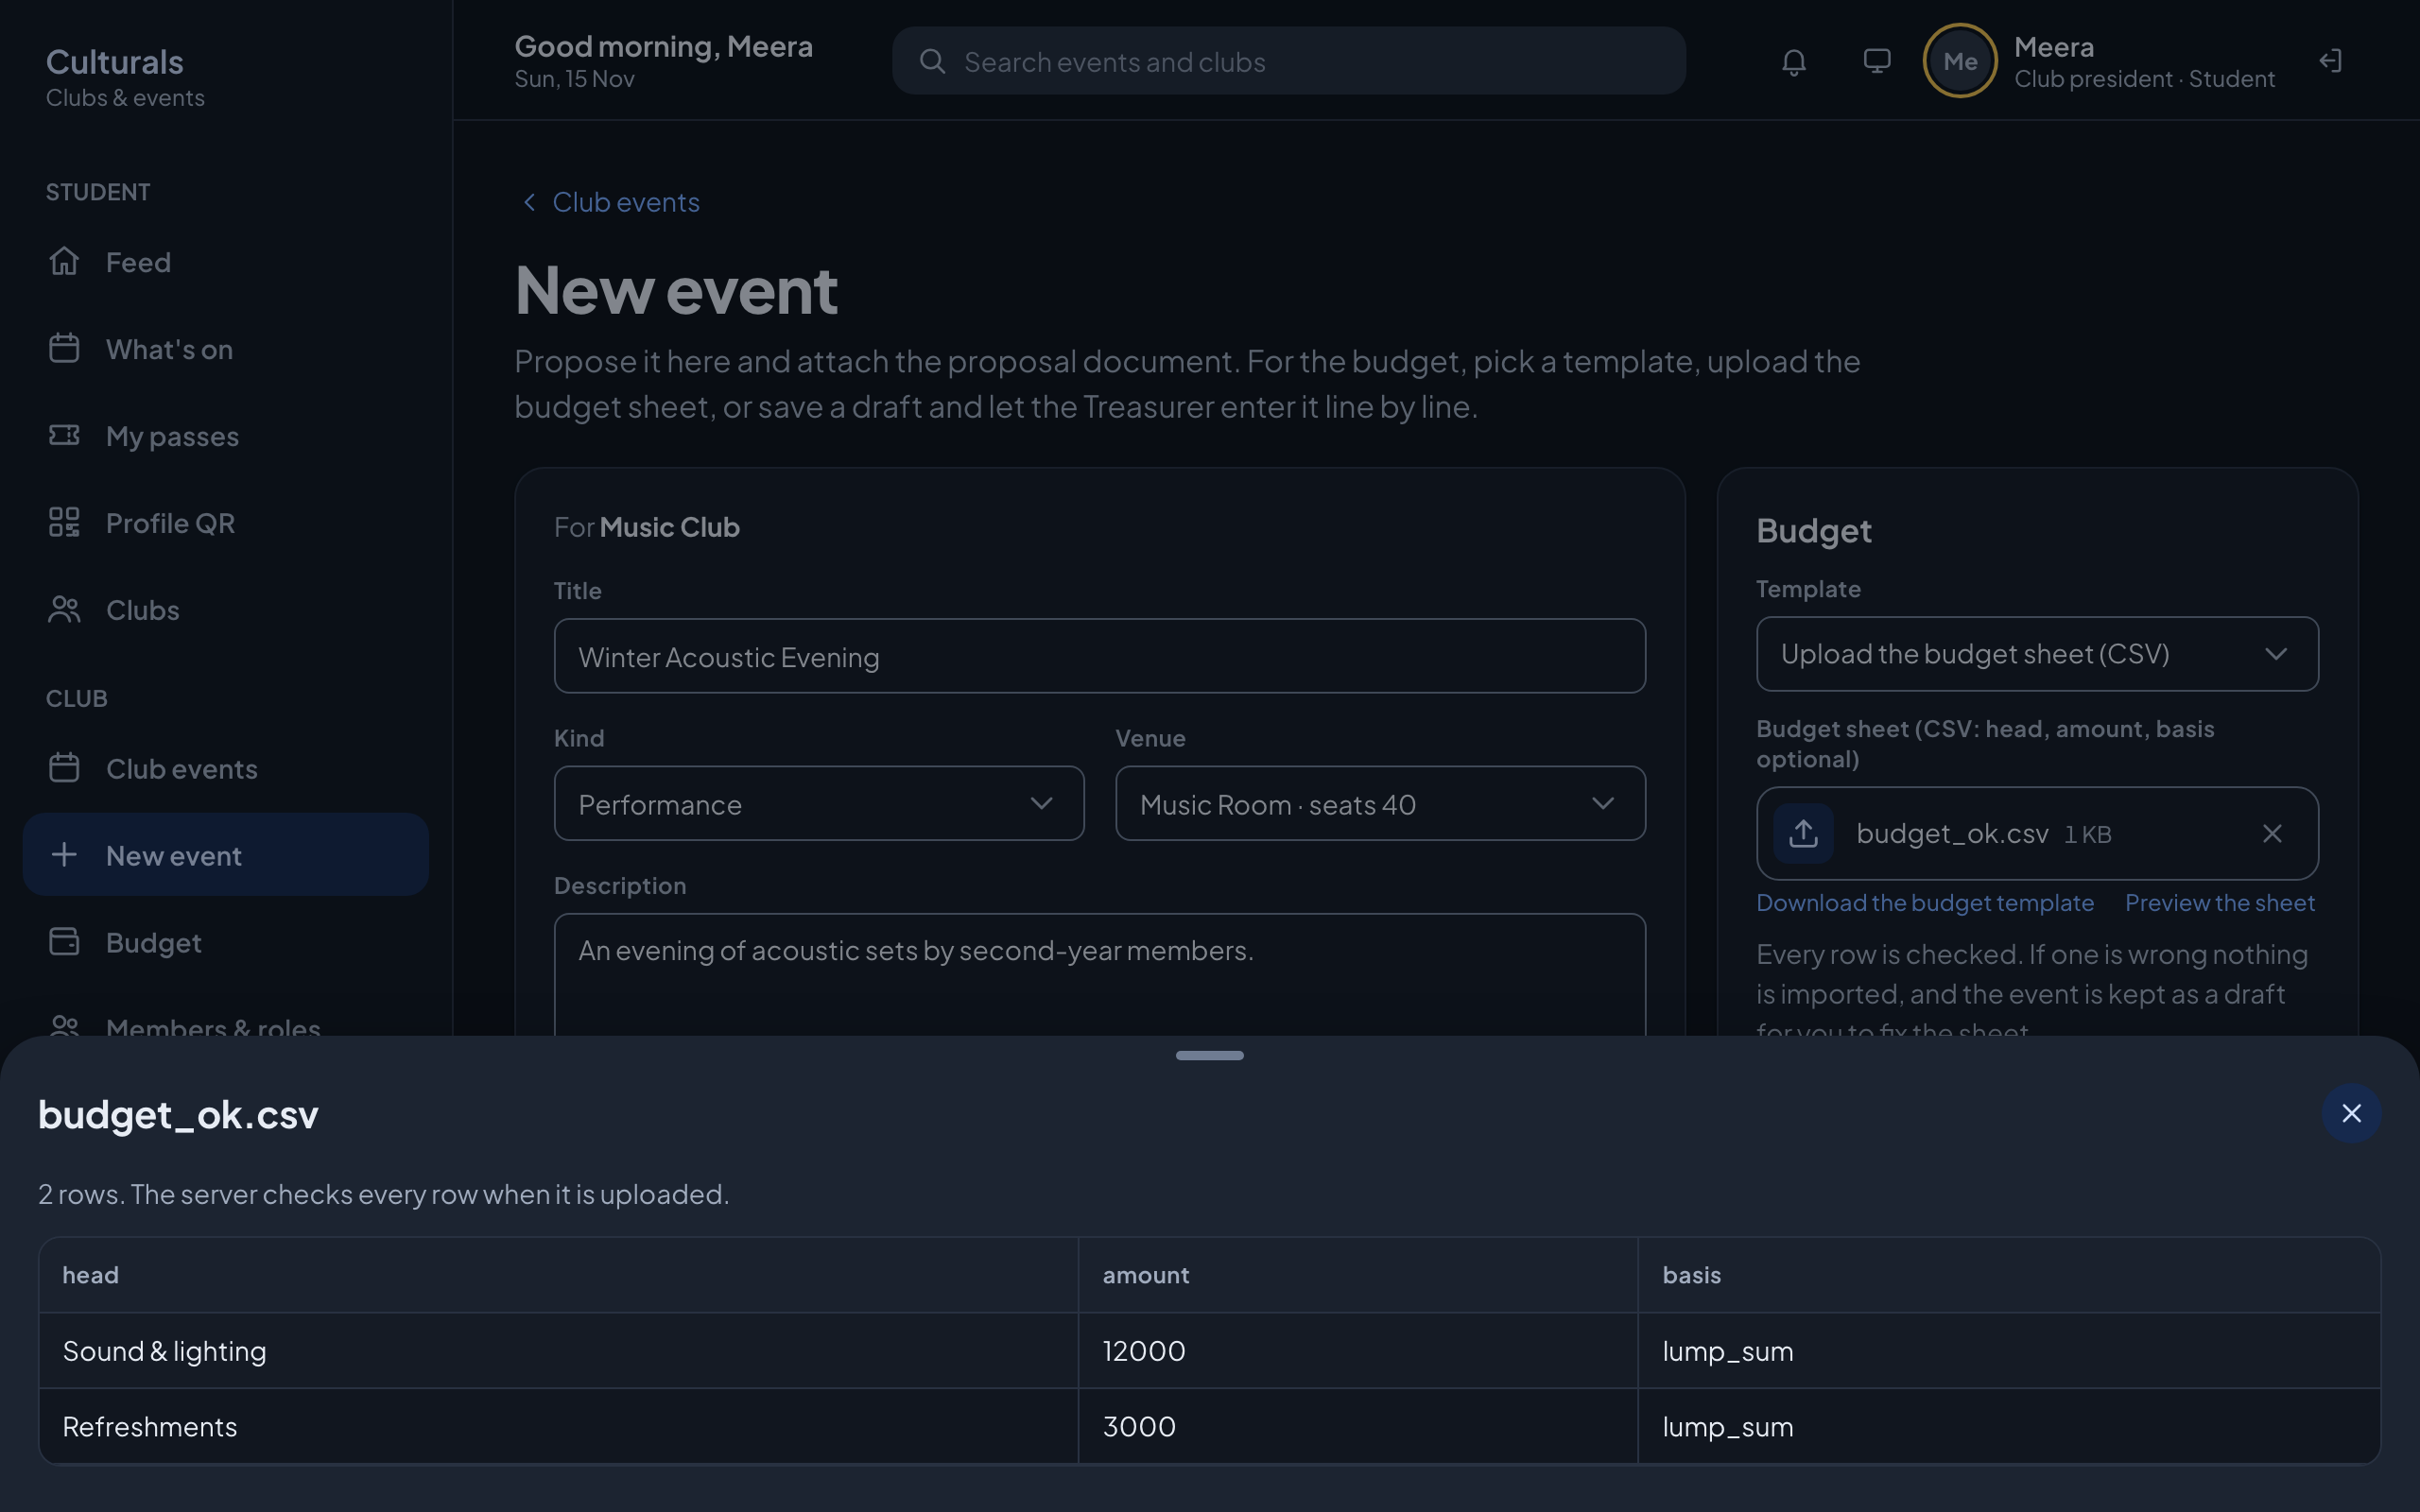 Culturals
Clubs & events
STUDENT
Feed
What's on
My passes
Profile QR
Clubs
CLUB
Club events
New event
Budget
Members & roles
Good morning, Meera
Sun, 15 Nov
Search events and clubs
Me
Meera
Club president · Student
Club events
New event
Propose it here and attach the proposal document. For the budget, pick a template, upload the
budget sheet, or save a draft and let the Treasurer enter it line by line.
For Music Club
Title
Winter Acoustic Evening
Kind
Venue
Performance
Music Room · seats 40
Description
An evening of acoustic sets by second-year members.
Budget
Template
Upload the budget sheet (CSV)
Budget sheet (CSV: head, amount, basis
optional)
budget_ok.csv 1 KB
Download the budget template Preview the sheet
Every row is checked. If one is wrong nothing
is imported, and the event is kept as a draft
for you to fix the sheet.
budget_ok.csv
2 rows. The server checks every row when it is uploaded.
head amount basis
Sound & lighting 12000 lump_sum
Refreshments 3000 lump_sum